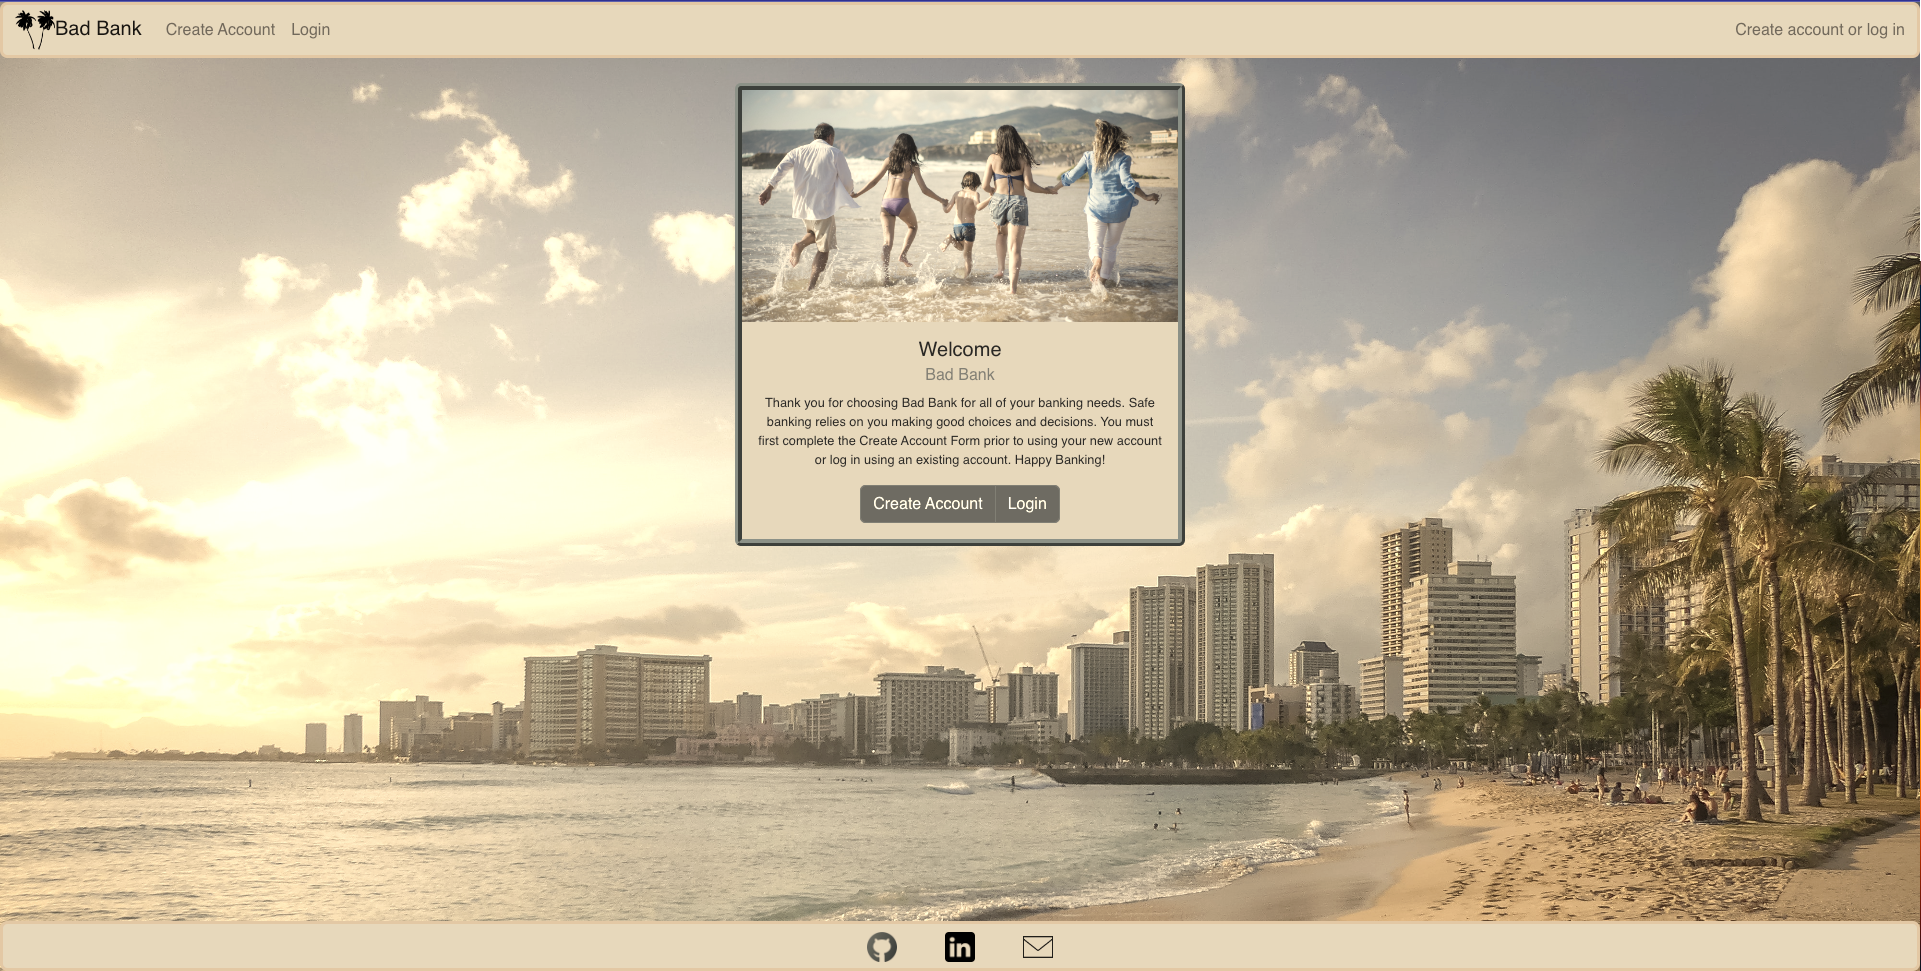 Bad Bank Create Account Login Create account or log in
Welcome
Bad Bank
Thank you for choosing Bad Bank for all of your banking needs. Safe
banking relies on you making good choices and decisions. You must
first complete the Create Account Form prior to using your new account
or log in using an existing account. Happy Banking!
Create Account Login
in